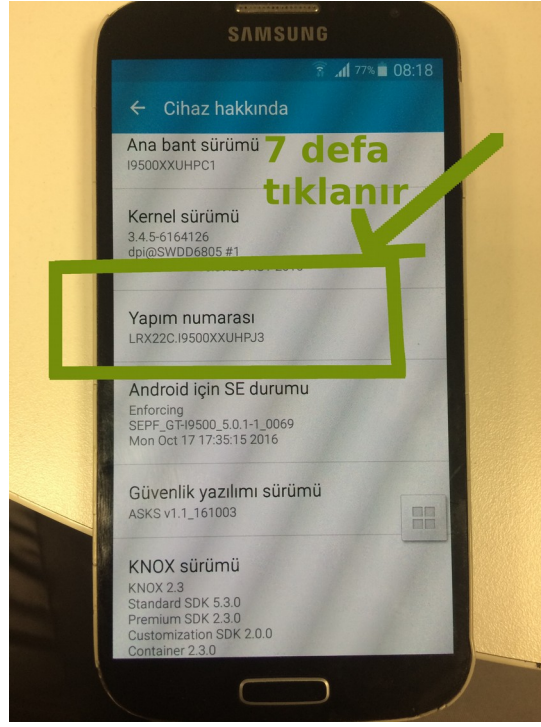 SAMSUNG
77% 08:18
Cihaz hakkında
Ana bant sürümü
I9500XXUHPC1
7 defa
tıklanır
Kernel sürümü
3.4.5-6164126
dpi@SWDD6805 #1
2016
Yapım numarası
LRX22C.I9500XXUHPJ3
Android için SE durumu
Enforcing
SEPF_GT-I9500_5.0.1-1_0069
Mon Oct 17 17:35:15 2016
Güvenlik yazılımı sürümü
ASKS v1.1_161003
KNOX sürümü
KNOX 2.3
Standard SDK 5.3.0
Premium SDK 2.3.0
Customization SDK 2.0.0
Container 2.3.0